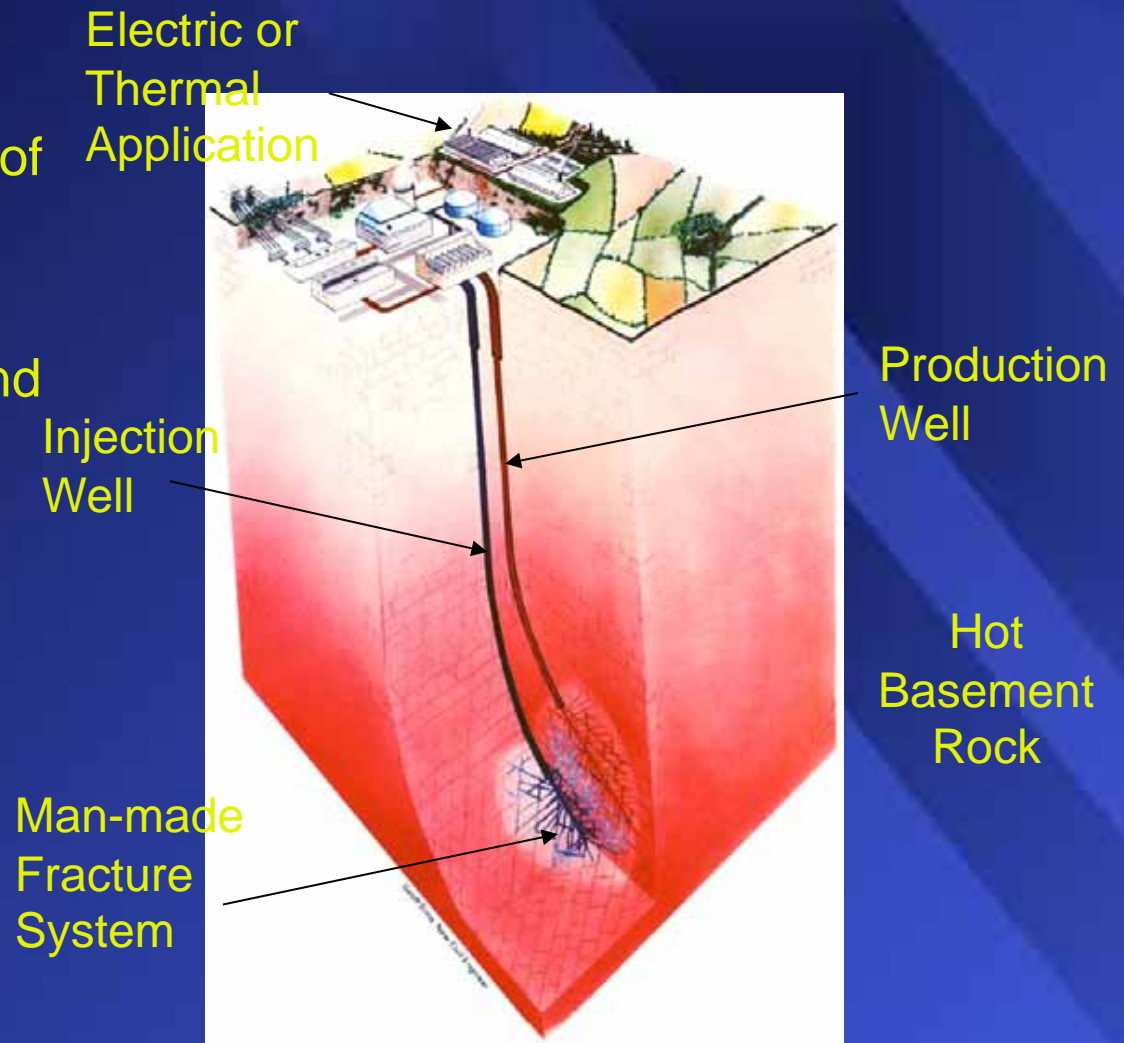 Electric or
Thermal
Application
of
nd
Injection
Well
Production
Well
Hot
Basement
Rock
Man-made
Fracture
System